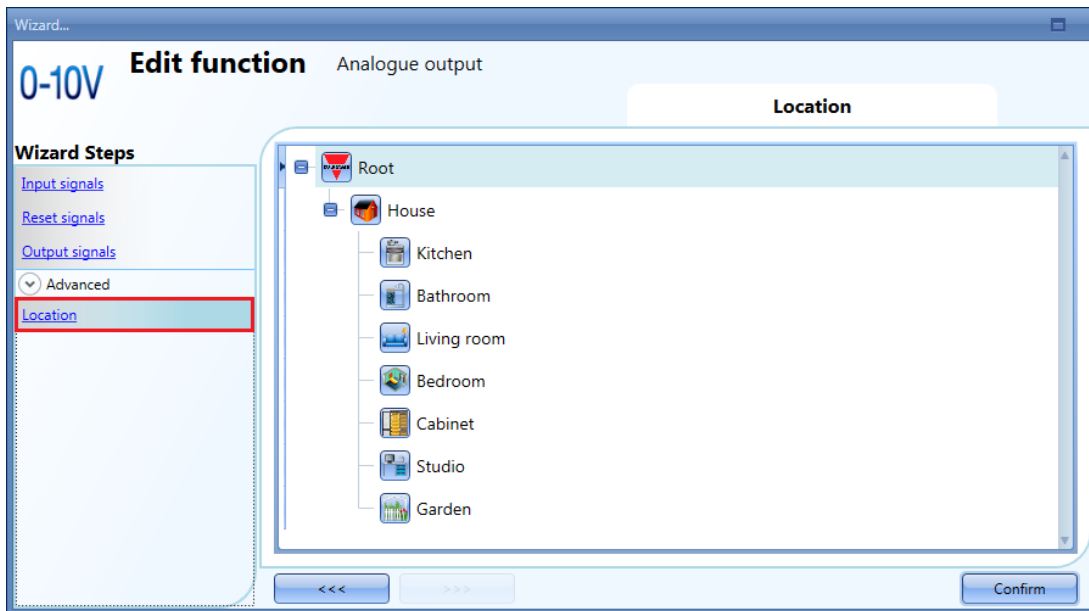 Wizard...
0-10V
Edit function
Analogue output
Location
Wizard Steps
Input signals
Reset signals
Output signals
Advanced
Location
Root
House
Kitchen
Bathroom
Living room
Bedroom
Cabinet
Studio
Garden
<<<
>>>
Confirm